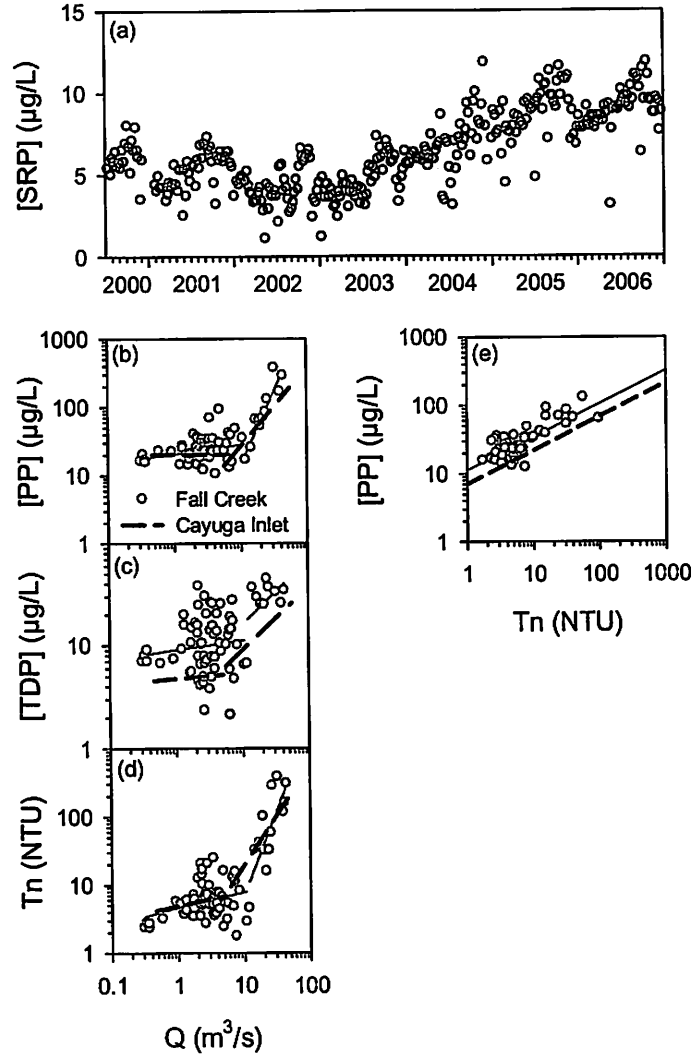 15
(a)
10
5
0
[SRP] (µg/L)
2000 2001 2002 2003 2004 2005 2006
1000
(b)
100
10
1
[PP] (µg/L)
Fall Creek
Cayuga Inlet
(c)
10
1
[TDP] (µg/L)
(d)
100
10
1
Tn (NTU)
0.1 1 10 100
Q (m³/s)
1000
(e)
100
10
1
[PP] (µg/L)
1 10 100 1000
Tn (NTU)